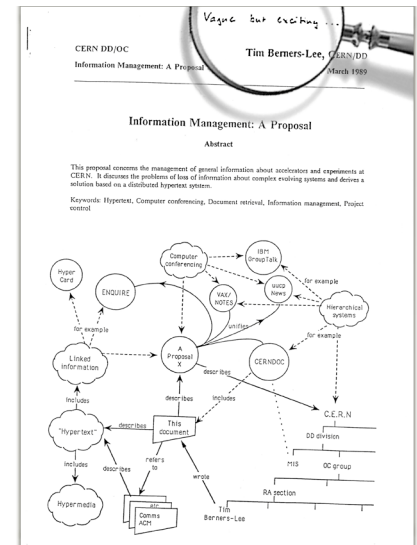 Vague but exciting ...
CERN DD/OC
Tim Berners-Lee, CERN/DD
Information Management: A Proposal
March 1989
Information Management: A Proposal
Abstract
This proposal concerns the management of general information about accelerators and experiments at
CERN. It discusses the problems of loss of information about complex evolving systems and derives a
solution based on a distributed hypertext system.
Keywords: Hypertext, Computer conferencing, Document retrieval, Information management, Project
control
Computer
conferencing
IBM
GroupTalk
Hyper
Card
ENQUIRE
VAX/
NOTES
uucp
News
for example
Hierarchical
systems
for example
unifies
for example
Linked
information
A
Proposal
X
CERNDOC
describes
includes
describes
includes
C.E.R.N
"Hypertext"
describes
This
document
DD division
includes
describes
refers
to
MIS
OC group
wrote
RA section
Hypermedia
etc
Comms
ACM
Tim
Berners-Lee